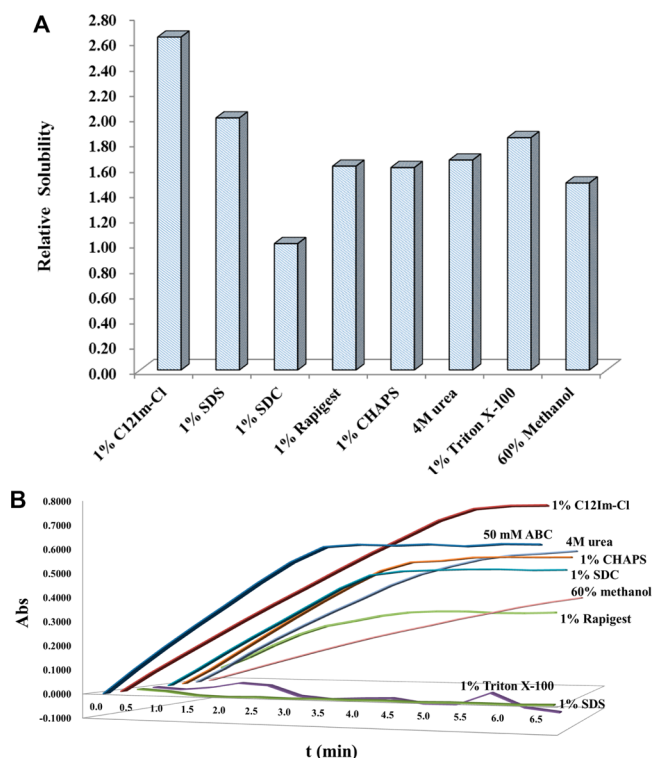 A
2.80
2.60
2.40
2.20
2.00
1.80
1.60
1.40
1.20
1.00
0.80
0.60
0.40
0.20
0.00
Relative Solubility
1% C12Im-Cl
1% SDS
1% SDC
1% Rapigest
1% CHAPS
4M urea
1% Triton X-100
60% Methanol
B
0.8000
0.7000
0.6000
0.5000
0.4000
0.3000
0.2000
0.1000
0.0000
-0.1000
Abs
1% C12Im-Cl
50 mM ABC
4M urea
1% CHAPS
1% SDC
60% methanol
1% Rapigest
1% Triton X-100
1% SDS
0.0 0.5 1.0 1.5 2.0 2.5 3.0 3.5 4.0 4.5 5.0 5.5 6.0 6.5
t (min)